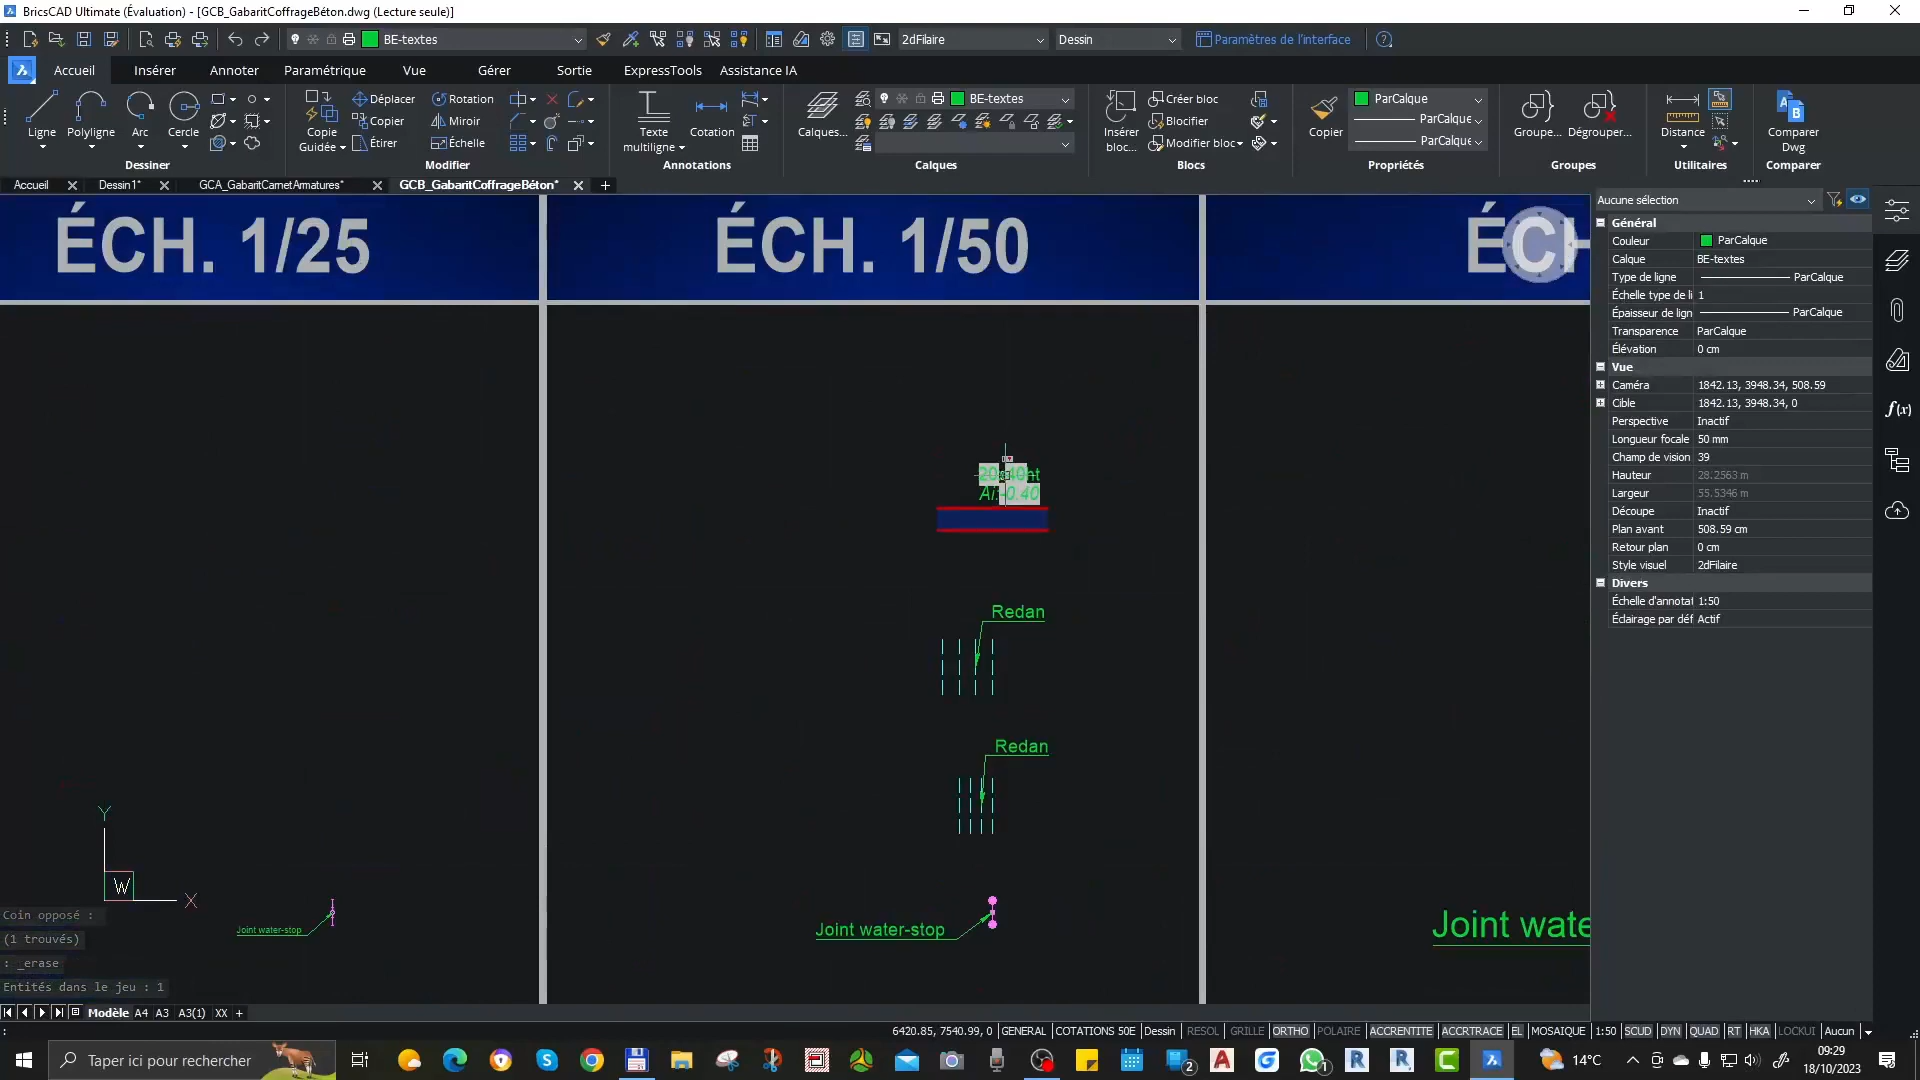 BricsCAD Ultimate (Évaluation) - [GCB_GabaritCoffrageBéton.dwg (Lecture seule)]
BE-textes
2dFilaire
Dessin
Paramètres de l'interface
Accueil
Insérer
Annoter
Paramétrique
Vue
Gérer
Sortie
ExpressTools
Assistance IA
Ligne
Polyligne
Arc
Cercle
Dessiner
Copie
Guidée
Déplacer
Copier
Étirer
Rotation
Miroir
Échelle
Modifier
Texte
multiligne
Cotation
Annotations
Calques...
BE-textes
Calques
Insérer
bloc...
Créer bloc
Blocifier
Modifier bloc
Blocs
Copier
ParCalque
ParCalque
ParCalque
Propriétés
Groupe...
Dégrouper...
Groupes
Distance
Utilitaires
Comparer
Dwg
Comparer
Accueil
Dessin1*
GCA_GabaritCarnetArmatures*
GCB_GabaritCoffrageBéton*
ÉCH. 1/25
ÉCH. 1/50
ÉCH
20x40ht
Ar.-0.40
Redan
Redan
Joint water-stop
Joint water-stop
Joint wate
Y
W
X
Coin opposé :
(1 trouvés)
: _erase
Entités dans le jeu : 1
Aucune sélection
Général
Couleur ParCalque
Calque BE-textes
Type de ligne ParCalque
Échelle type de li 1
Épaisseur de lign ParCalque
Transparence ParCalque
Élévation 0 cm
Vue
Caméra 1842.13, 3948.34, 508.59
Cible 1842.13, 3948.34, 0
Perspective Inactif
Longueur focale 50 mm
Champ de vision 39
Hauteur 28.2563 m
Largeur 55.5346 m
Découpe Inactif
Plan avant 508.59 cm
Retour plan 0 cm
Style visuel 2dFilaire
Divers
Échelle d'annotat 1:50
Éclairage par déf Actif
f(x)
Modèle A4 A3 A3(1) XX +
:
6420.85, 7540.99, 0 GENERAL COTATIONS 50E Dessin RESOL GRILLE ORTHO POLAIRE ACCRENTITE ACCRTRACE EL MOSAIQUE 1:50 SCUD DYN QUAD RT HKA LOCKUI Aucun
Taper ici pour rechercher
14°C
09:29
18/10/2023